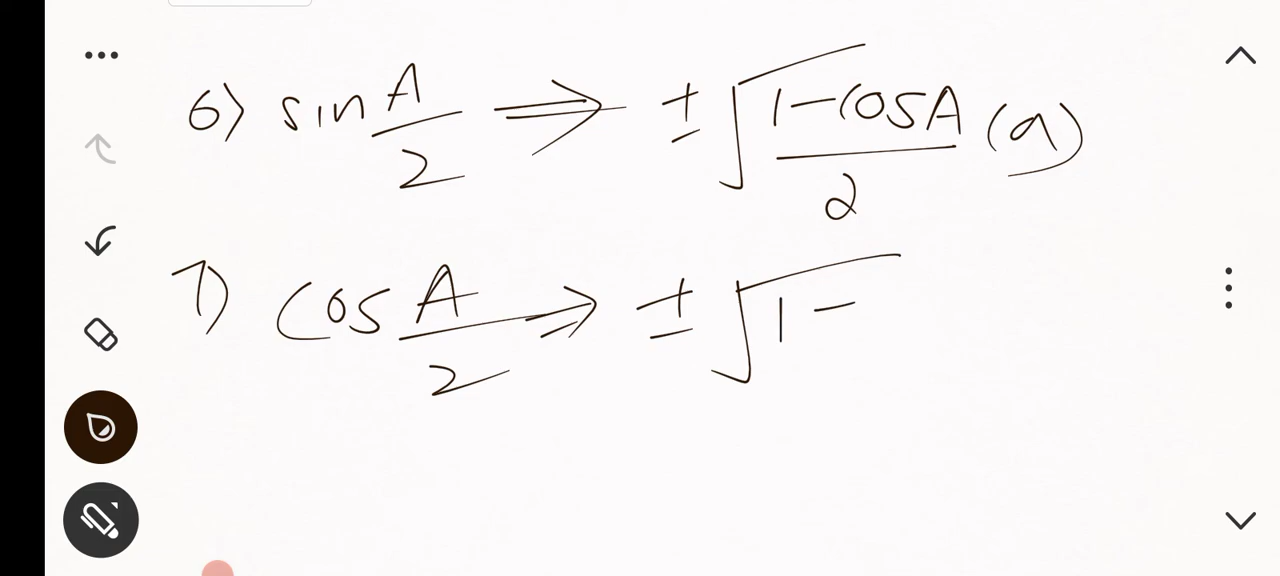 6) sin A/2 ⇒ ± √(1-cosA)/2 (a)
7) cos A/2 ⇒ ± √1-